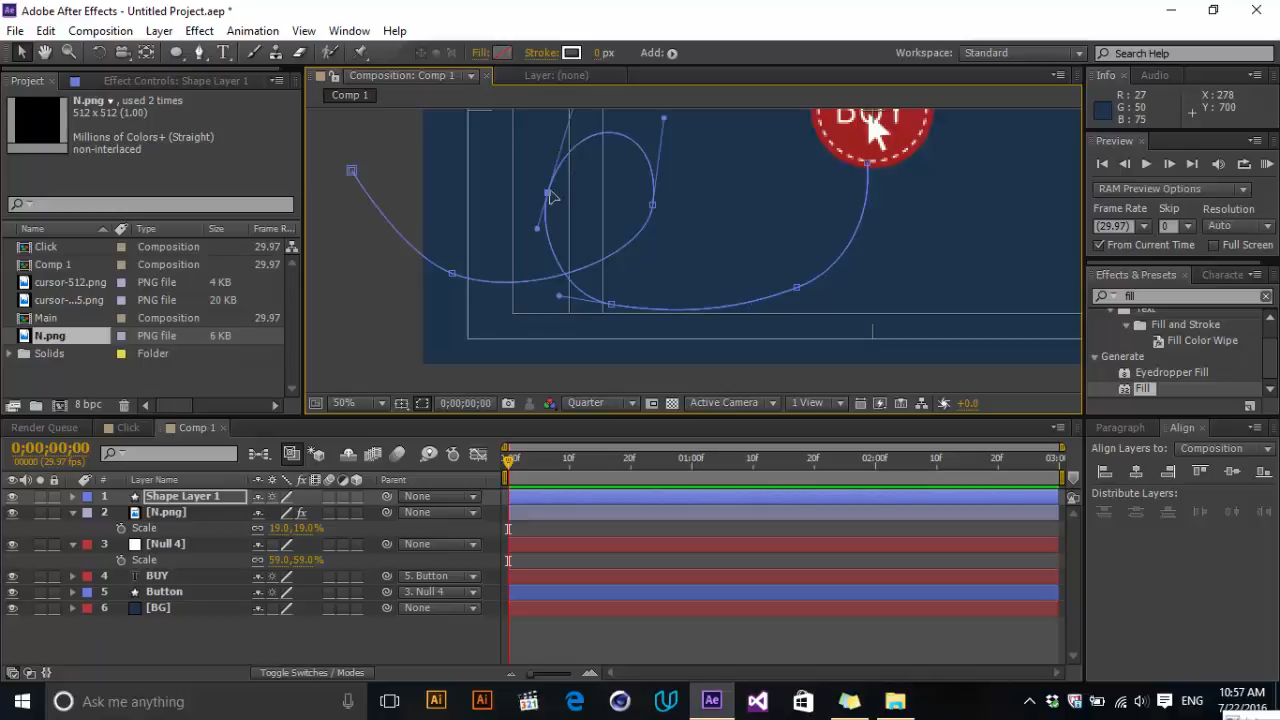 Adobe After Effects - Untitled Project.aep *
File Edit Composition Layer Effect Animation View Window Help
Fill: Stroke: 0 px Add: Workspace: Standard Search Help
Project Effect Controls: Shape Layer 1 Composition: Comp 1 Layer: (none) Info Audio
Comp 1
N.png , used 2 times
512 x 512 (1.00)
Millions of Colors+ (Straight)
non-interlaced
R : 27
G : 50
B : 75
X : 278
Y : 700
BUY
Preview
RAM Preview Options
Frame Rate Skip Resolution
(29.97) 0 Auto
From Current Time Full Screen
Name Type Size Frame R...
Click Composition 29.97
Comp 1 Composition 29.97
cursor-512.png PNG file 4 KB
cursor-...5.png PNG file 20 KB
Main Composition 29.97
N.png PNG file 6 KB
Solids Folder
8 bpc
Effects & Presets Characte
fill
Text
Fill and Stroke
Fill Color Wipe
Generate
Eyedropper Fill
Fill
50% 0;00;00;00 Quarter Active Camera 1 View +0.0
Render Queue Click Comp 1
0;00;00;00
00000 (29.97 fps)
# Layer Name Parent
:00f 10f 20f 01:00f 10f 20f 02:00f 10f 20f 03:0
1 Shape Layer 1 None
2 [N.png] None
Scale 19.0,19.0%
3 [Null 4] None
Scale 59.0,59.0%
4 T BUY 5. Button
5 Button 3. Null 4
6 [BG] None
Toggle Switches / Modes
Paragraph Align
Align Layers to: Composition
Distribute Layers:
Ask me anything
Ai Ai 321 Ae
10:57 AM
7/22/2016